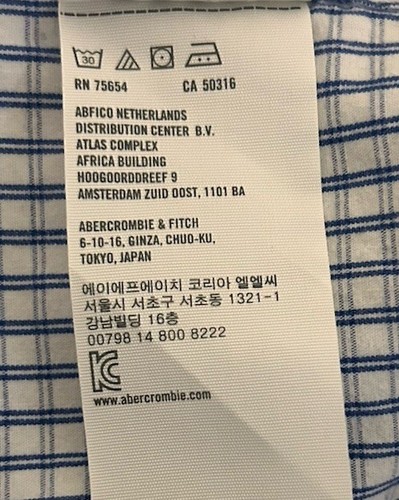 30
RN 75654 CA 50316
ABFICO NETHERLANDS
DISTRIBUTION CENTER B.V.
ATLAS COMPLEX
AFRICA BUILDING
HOOGOORDDREEF 9
AMSTERDAM ZUID OOST, 1101 BA
ABERCROMBIE & FITCH
6-10-16, GINZA, CHUO-KU,
TOKYO, JAPAN
에이에프에이치 코리아 엘엘씨
서울시 서초구 서초동 1321-1
강남빌딩 16층
00798 14 800 8222
www.abercrombie.com